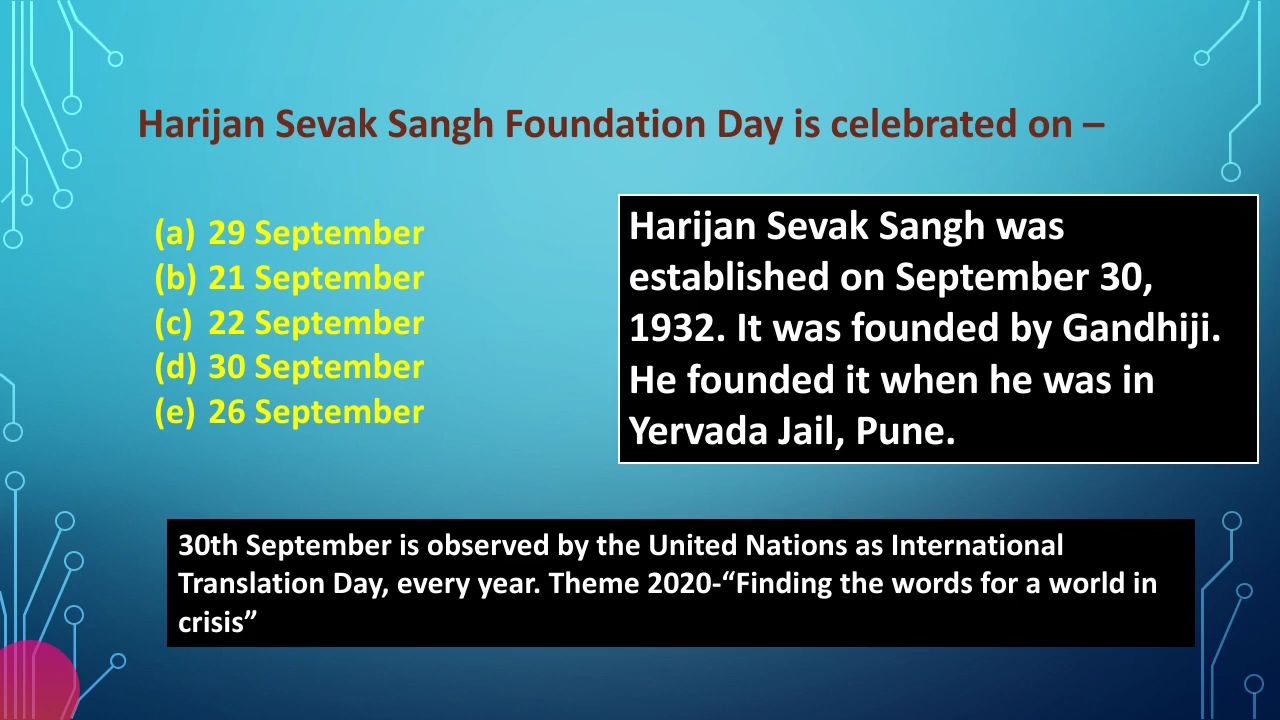 Harijan Sevak Sangh Foundation Day is celebrated on –
(a) 29 September
(b) 21 September
(c) 22 September
(d) 30 September
(e) 26 September
Harijan Sevak Sangh was
established on September 30,
1932. It was founded by Gandhiji.
He founded it when he was in
Yervada Jail, Pune.
30th September is observed by the United Nations as International
Translation Day, every year. Theme 2020-“Finding the words for a world in
crisis”